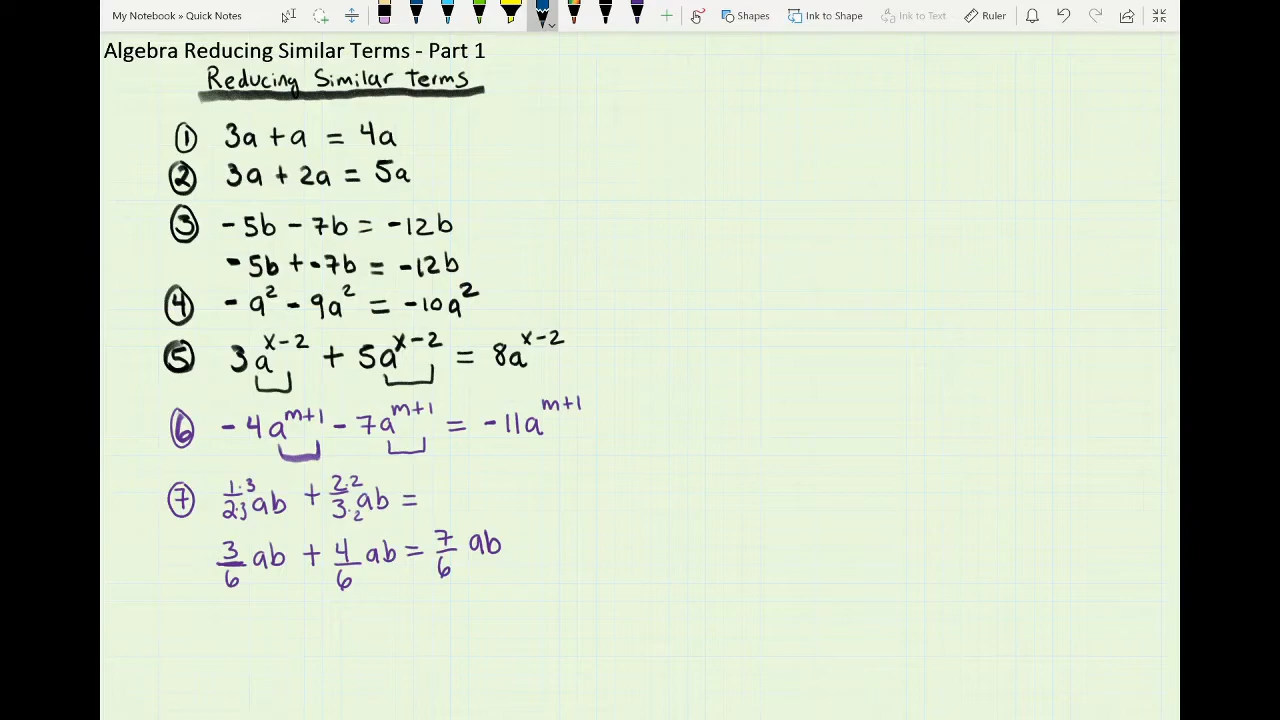 My Notebook » Quick Notes Shapes Ink to Shape Ink to Text Ruler
Algebra Reducing Similar Terms - Part 1
Reducing Similar terms
① 3a + a = 4a
② 3a + 2a = 5a
③ - 5b - 7b = -12b
- 5b + -7b = -12b
④ - a² - 9a² = -10a²
⑤ 3a^(x-2) + 5a^(x-2) = 8a^(x-2)
⑥ - 4a^(m+1) - 7a^(m+1) = -11a^(m+1)
⑦ 1·3/2·3 ab + 2·2/3·2 ab =
3/6 ab + 4/6 ab = 7/6 ab